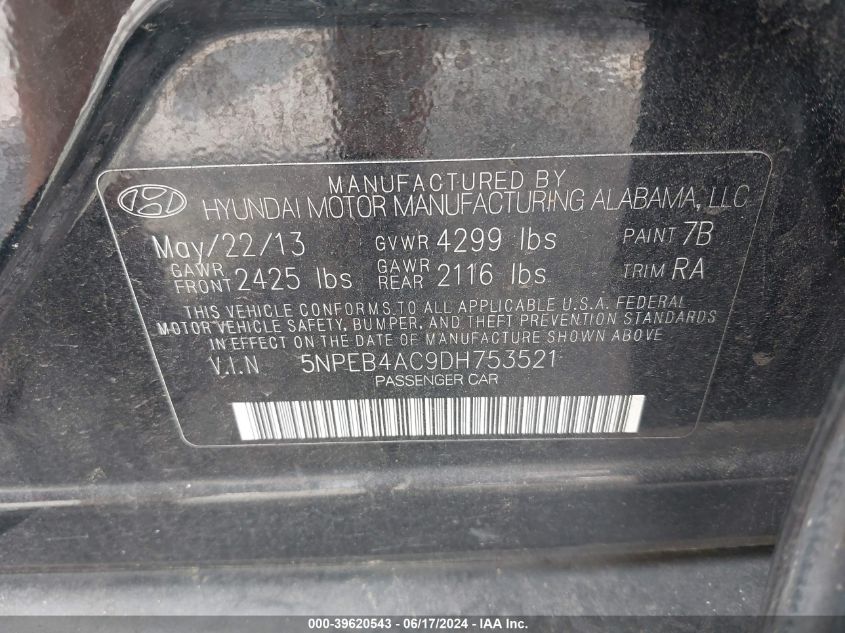 MANUFACTURED BY
HYUNDAI MOTOR MANUFACTURING ALABAMA, LLC
May/22/13 GVWR 4299 lbs PAINT 7B
GAWR FRONT 2425 lbs GAWR REAR 2116 lbs TRIM RA
THIS VEHICLE CONFORMS TO ALL APPLICABLE U.S.A. FEDERAL
MOTOR VEHICLE SAFETY, BUMPER, AND THEFT PREVENTION STANDARDS
IN EFFECT ON THE DATE OF MANUFACTURE SHOWN ABOVE
V.I.N 5NPEB4AC9DH753521
PASSENGER CAR
000-39620543 - 06/17/2024 - IAA, Inc.